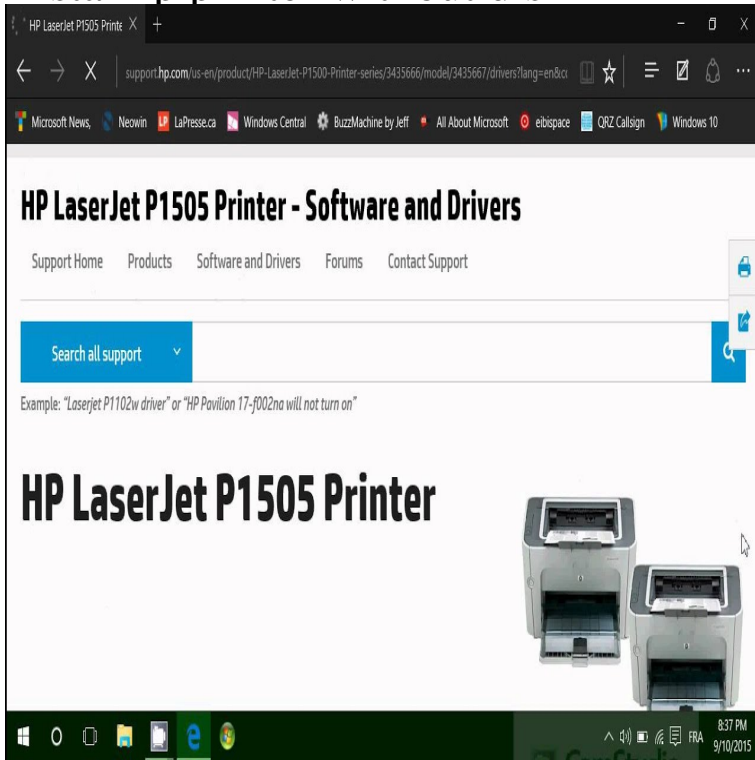 HP LaserJet P1505 Printe
support.hp.com/us-en/product/HP-LaserJet-P1500-Printer-series/3435666/model/3435667/drivers?lang=en&cc
Microsoft News, Neowin LP LaPresse.ca Windows Central BuzzMachine by Jeff All About Microsoft eibispace QRZ Callsign Windows 10
HP LaserJet P1505 Printer - Software and Drivers
Support Home Products Software and Drivers Forums Contact Support
Search all support
Example: "Laserjet P1102w driver" or "HP Pavilion 17-f002na will not turn on"
HP LaserJet P1505 Printer
FRA 8:37 PM
9/10/2015